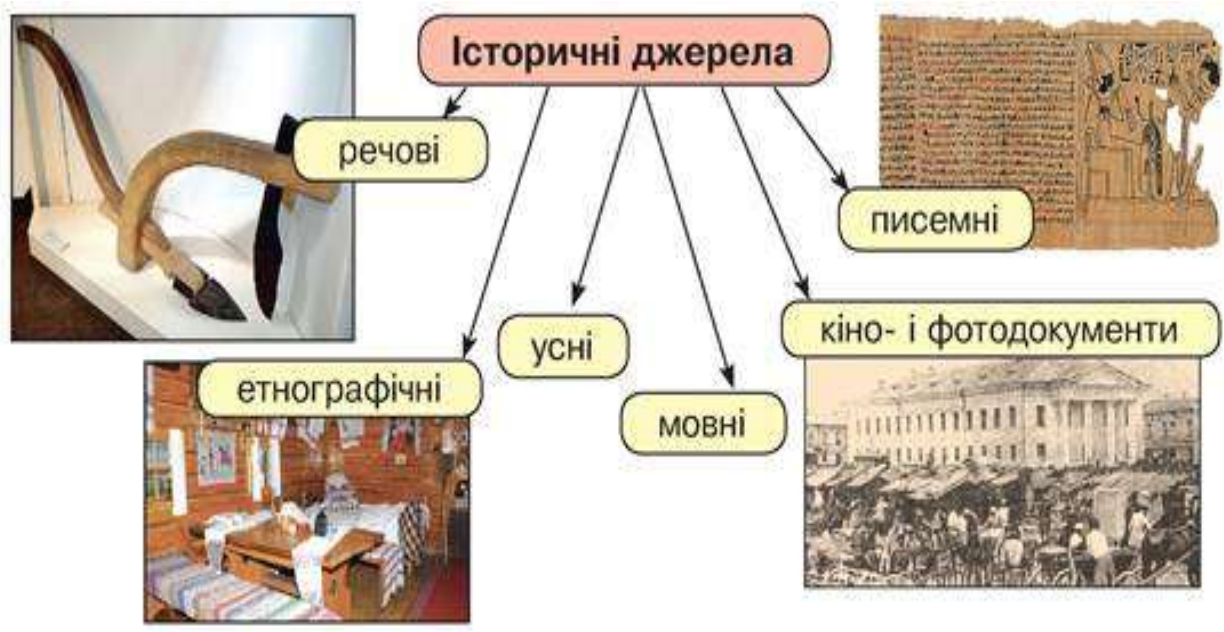 Історичні джерела
речові
писемні
кіно- і фотодокументи
усні
етнографічні
мовні